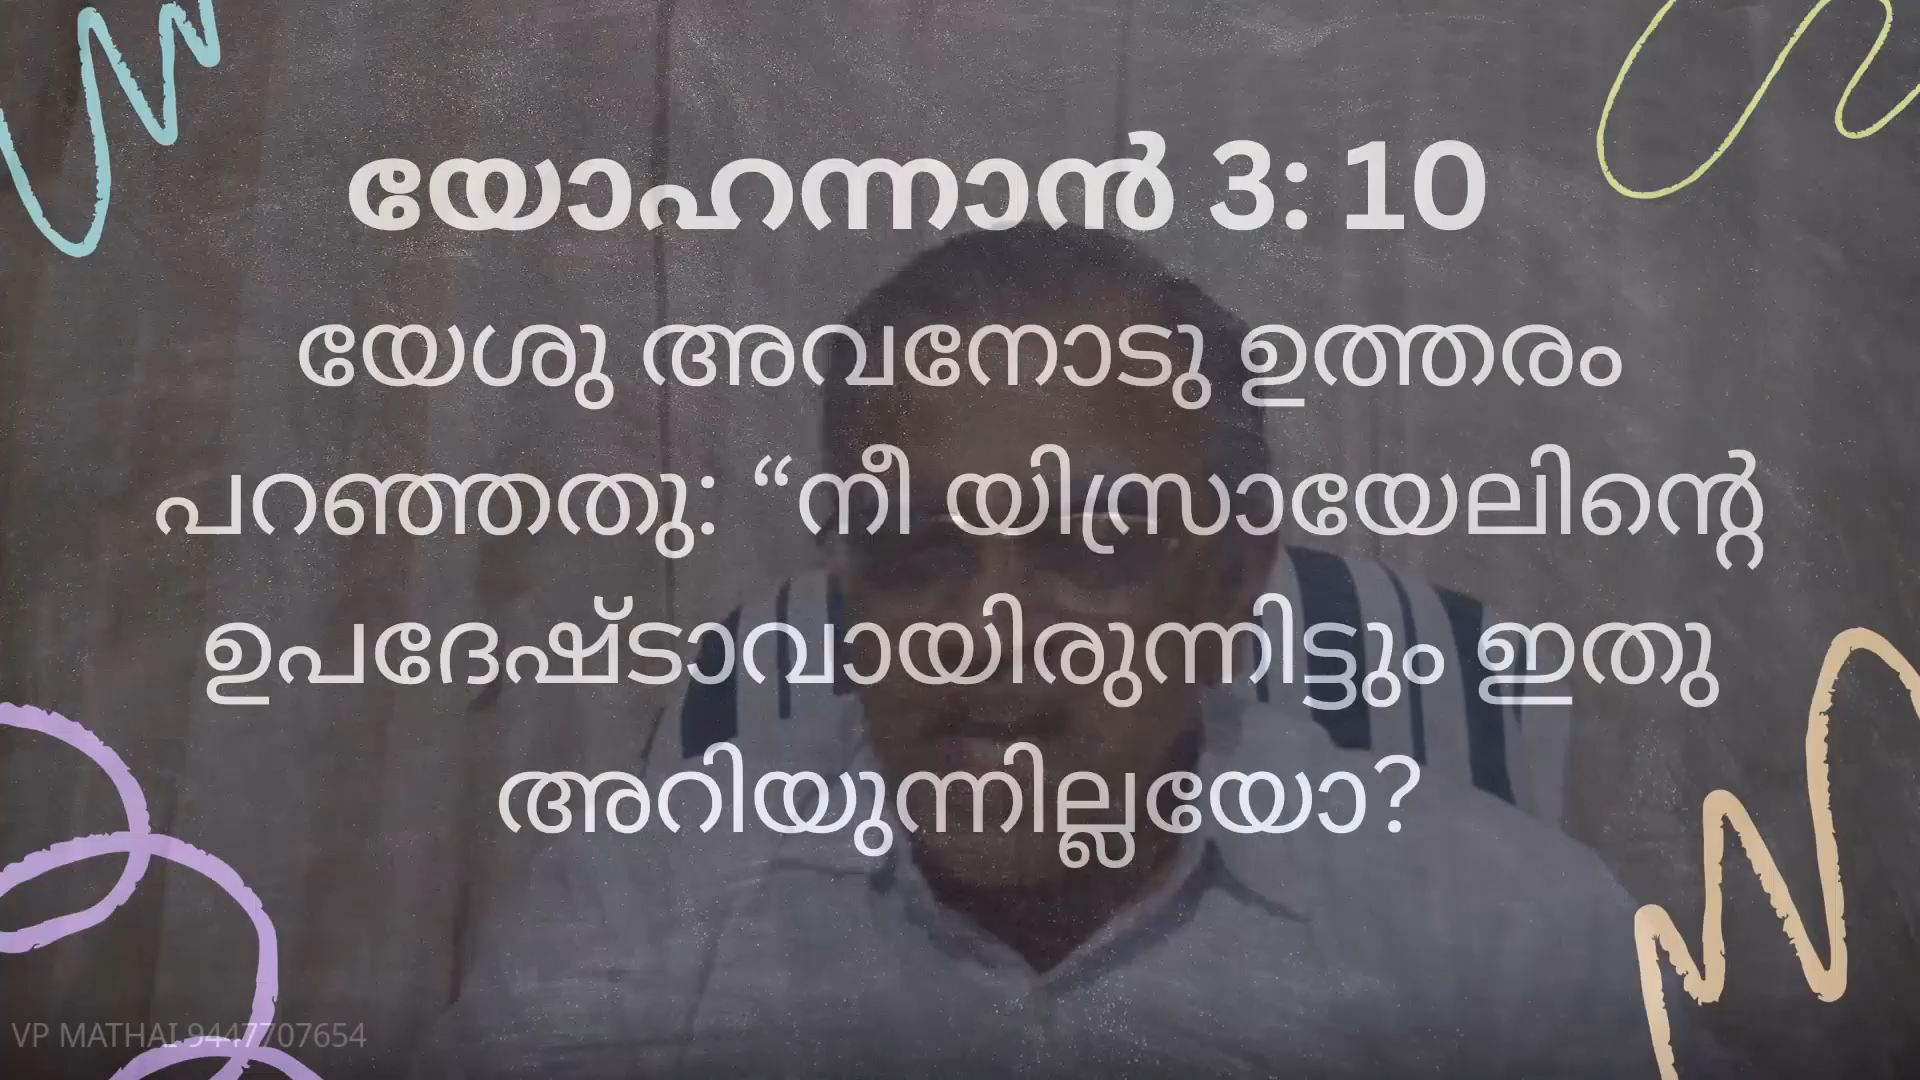 യോഹന്നാൻ 3: 10
യേശു അവനോടു ഉത്തരം
പറഞ്ഞതു: “നീ യിസ്രായേലിന്റെ
ഉപദേഷ്ടാവായിരുന്നിട്ടും ഇതു
അറിയുന്നില്ലയോ?
VP MATHAI 9447707654